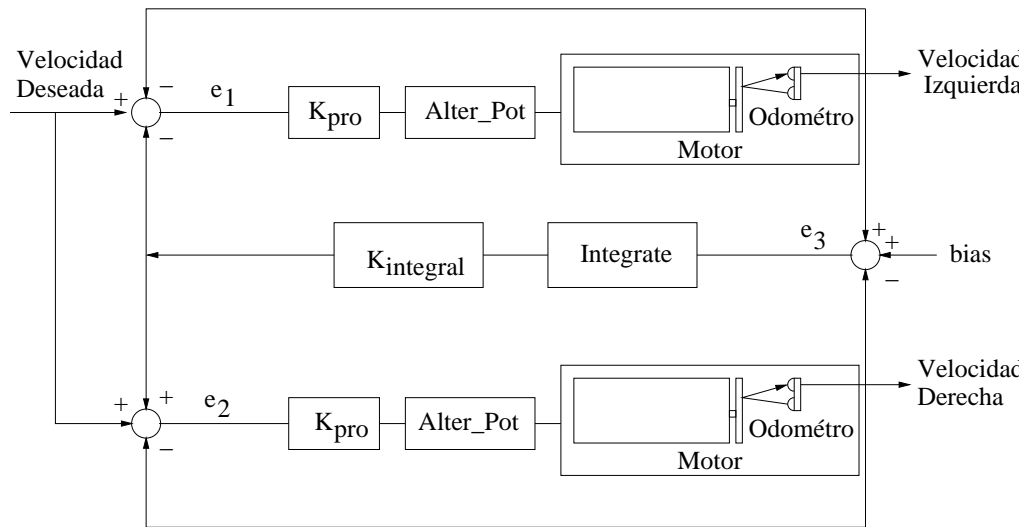 Velocidad
Deseada
+
−
−
e1
Kpro
Alter_Pot
Odométro
Motor
Velocidad
Izquierda
Kintegral
Integrate
e3
+
+
−
bias
+
+
−
e2
Kpro
Alter_Pot
Odométro
Motor
Velocidad
Derecha